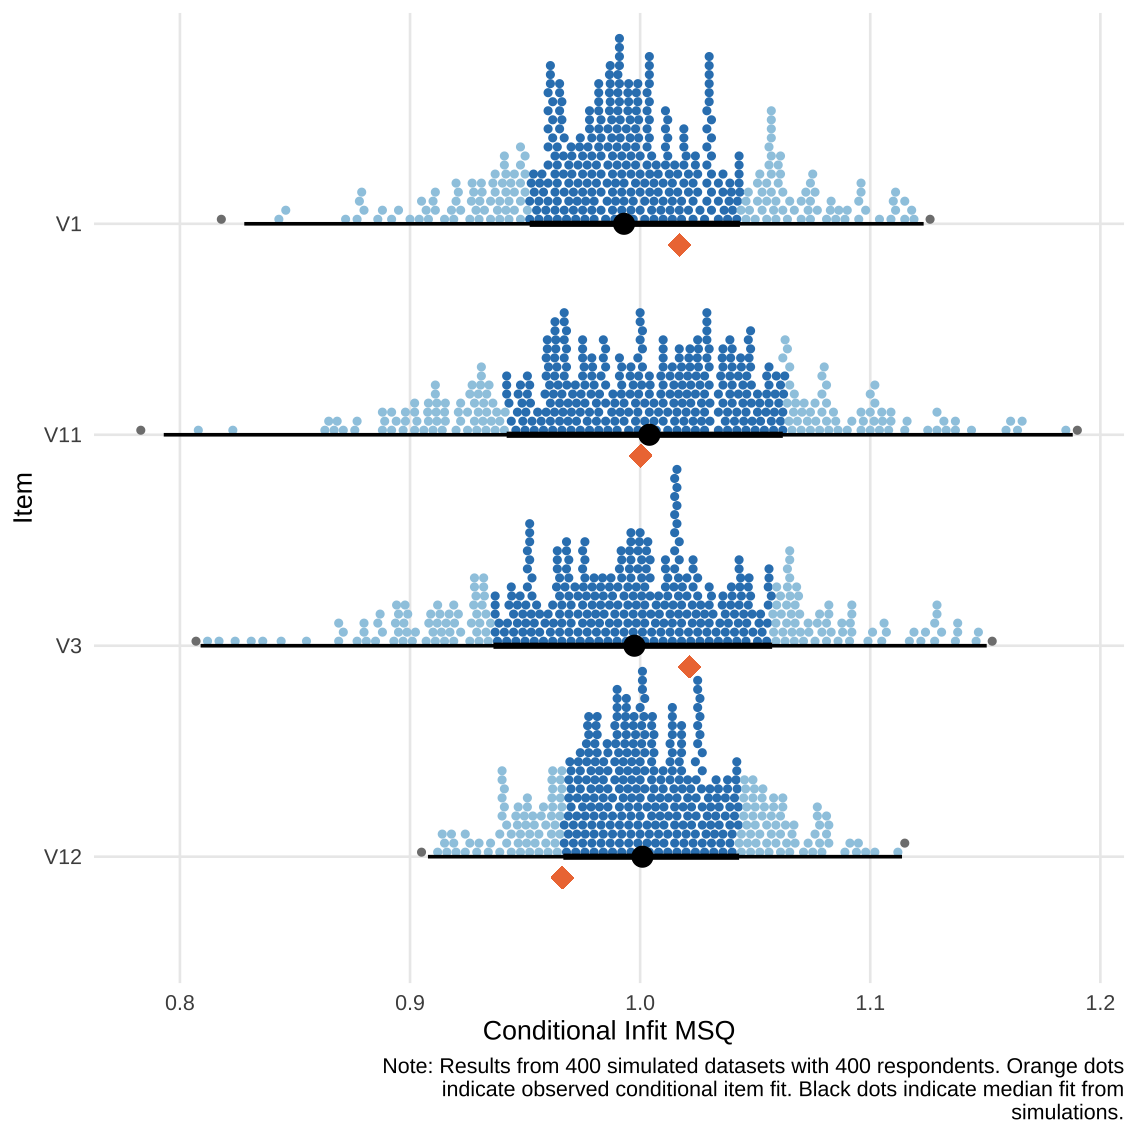 V1
V11
V3
V12
Item
0.8 0.9 1.0 1.1 1.2
Conditional Infit MSQ
Note: Results from 400 simulated datasets with 400 respondents. Orange dots
indicate observed conditional item fit. Black dots indicate median fit from
simulations.